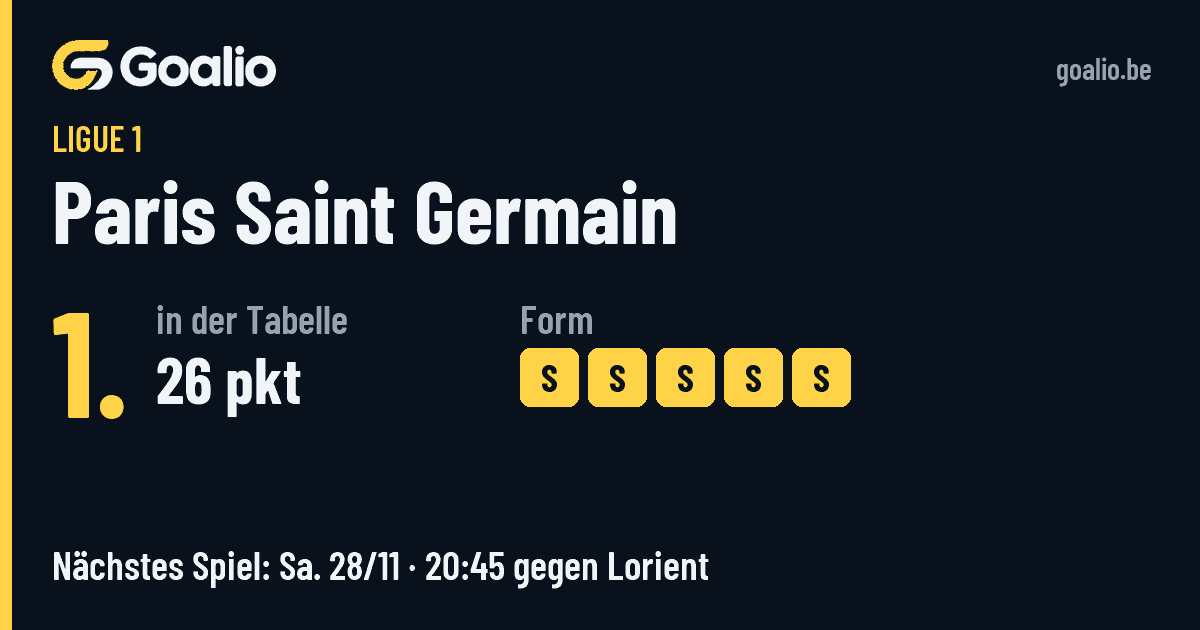 Goalio
goalio.be
LIGUE 1
Paris Saint Germain
1.
in der Tabelle
26 pkt
Form
S S S S S
Nächstes Spiel: Sa. 28/11 · 20:45 gegen Lorient